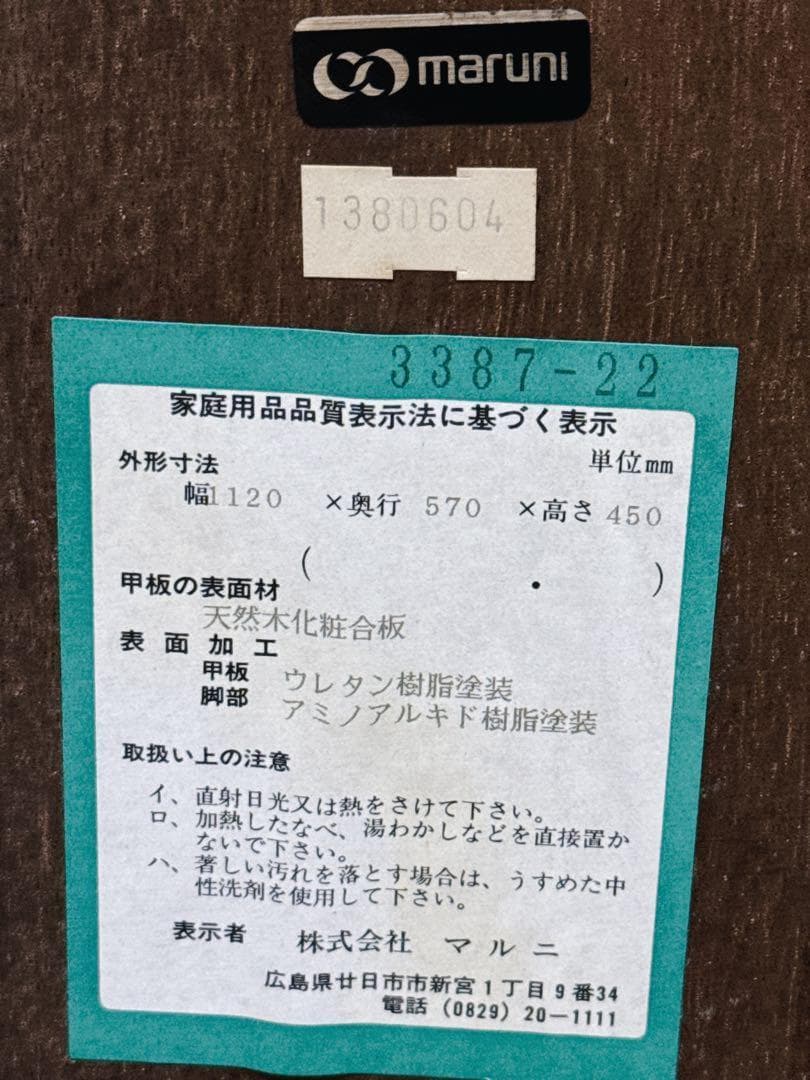 maruni
1380604
3387-22
家庭用品品質表示法に基づく表示
外形寸法 単位mm
幅1120 ×奥行 570 ×高さ 450
( ・ )
甲板の表面材
天然木化粧合板
表面加工
甲板 ウレタン樹脂塗装
脚部 アミノアルキド樹脂塗装
取扱い上の注意
イ、直射日光又は熱をさけて下さい。
ロ、加熱したなべ、湯わかしなどを直接置か
ないで下さい。
ハ、著しい汚れを落とす場合は、うすめた中
性洗剤を使用して下さい。
表示者 株式会社 マルニ
広島県廿日市市新宮1丁目9番34
電話 (0829) 20-1111